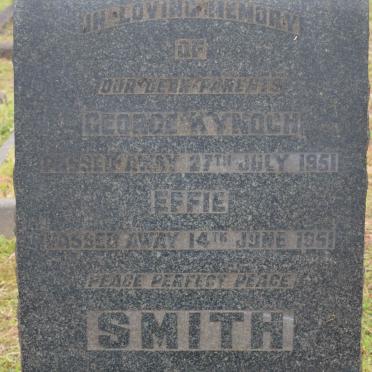 IN LOVING MEMORY
OF
OUR DEAR PARENTS
GEORGE KYNOCH
PASSED AWAY 27TH JULY 1951
EFFIE
PASSED AWAY 14TH JUNE 1951
PEACE PERFECT PEACE
SMITH